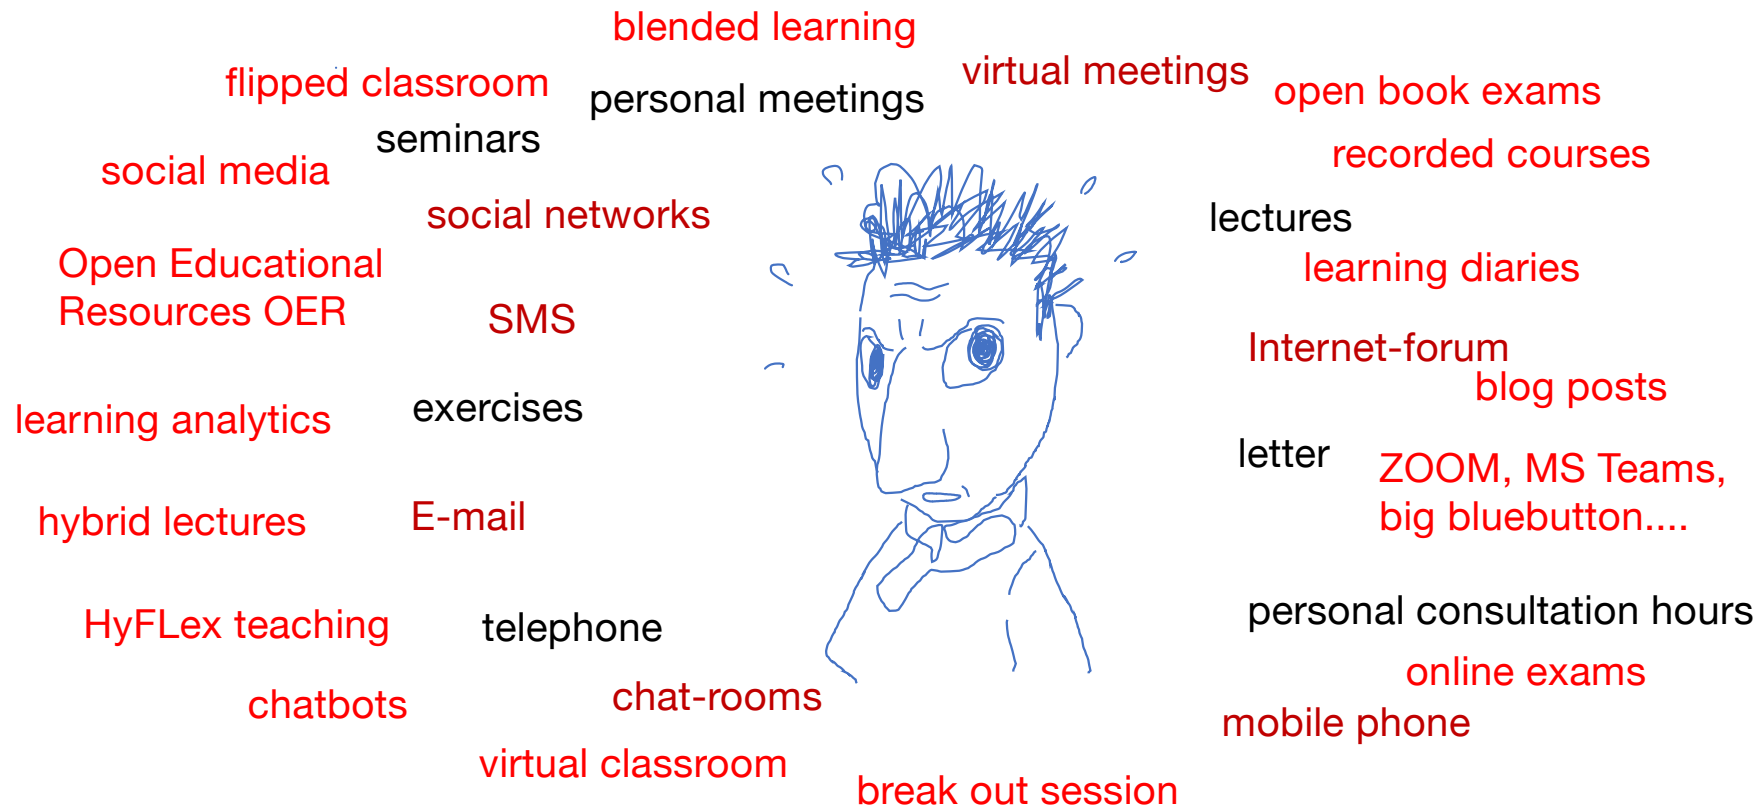 blended learning
flipped classroom
personal meetings
virtual meetings
open book exams
seminars
recorded courses
social media
social networks
lectures
Open Educational
Resources OER
learning diaries
SMS
Internet-forum
blog posts
learning analytics
exercises
letter
ZOOM, MS Teams,
big bluebutton....
hybrid lectures
E-mail
HyFLex teaching
telephone
personal consultation hours
online exams
chatbots
chat-rooms
mobile phone
virtual classroom
break out session